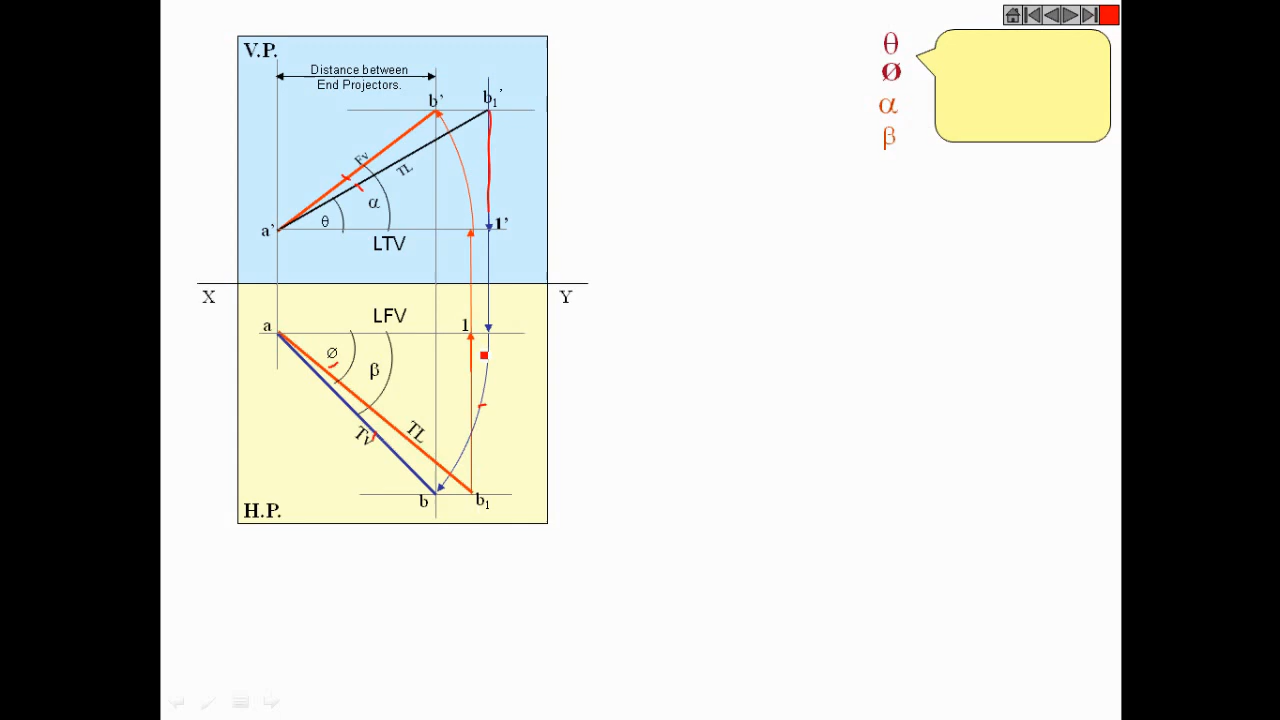 V.P.
Distance between
End Projectors.
b'
b1'
Fv
TL
α
θ
a'
1'
LTV
X
Y
LFV
a
1
Ø
β
TL
Tv
b
b1
H.P.
θ
Ø
α
β